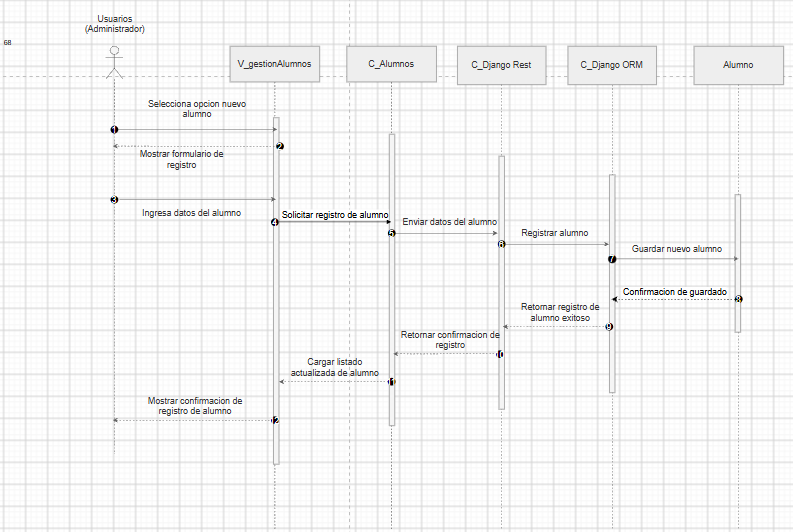 Usuarios
(Administrador)
68
V_gestionAlumnos
C_Alumnos
C_Django Rest
C_Django ORM
Alumno
Selecciona opcion nuevo
alumno
1
2
Mostrar formulario de
registro
3
Ingresa datos del alumno
4
Solicitar registro de alumno
5
Enviar datos del alumno
6
Registrar alumno
7
Guardar nuevo alumno
8
Confirmacion de guardado
9
Retornar registro de
alumno exitoso
10
Retornar confirmacion de
registro
11
Cargar listado
actualizada de alumno
12
Mostrar confirmacion de
registro de alumno